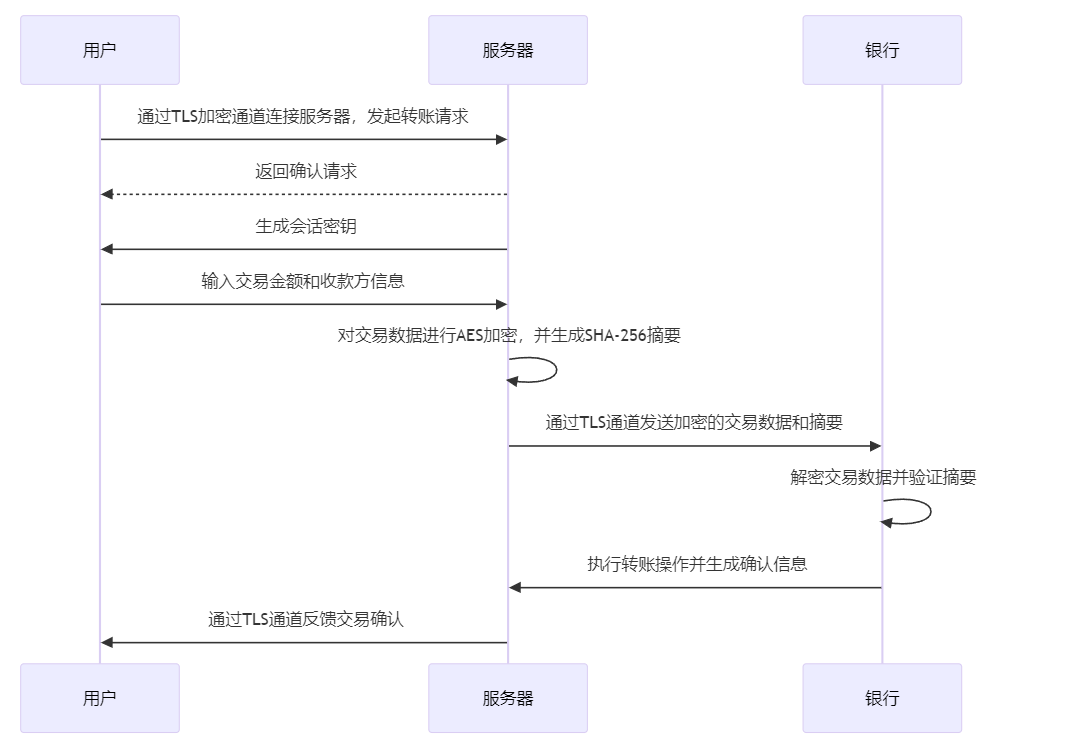 用户
服务器
银行
通过TLS加密通道连接服务器，发起转账请求
返回确认请求
生成会话密钥
输入交易金额和收款方信息
对交易数据进行AES加密，并生成SHA-256摘要
通过TLS通道发送加密的交易数据和摘要
解密交易数据并验证摘要
执行转账操作并生成确认信息
通过TLS通道反馈交易确认
用户
服务器
银行